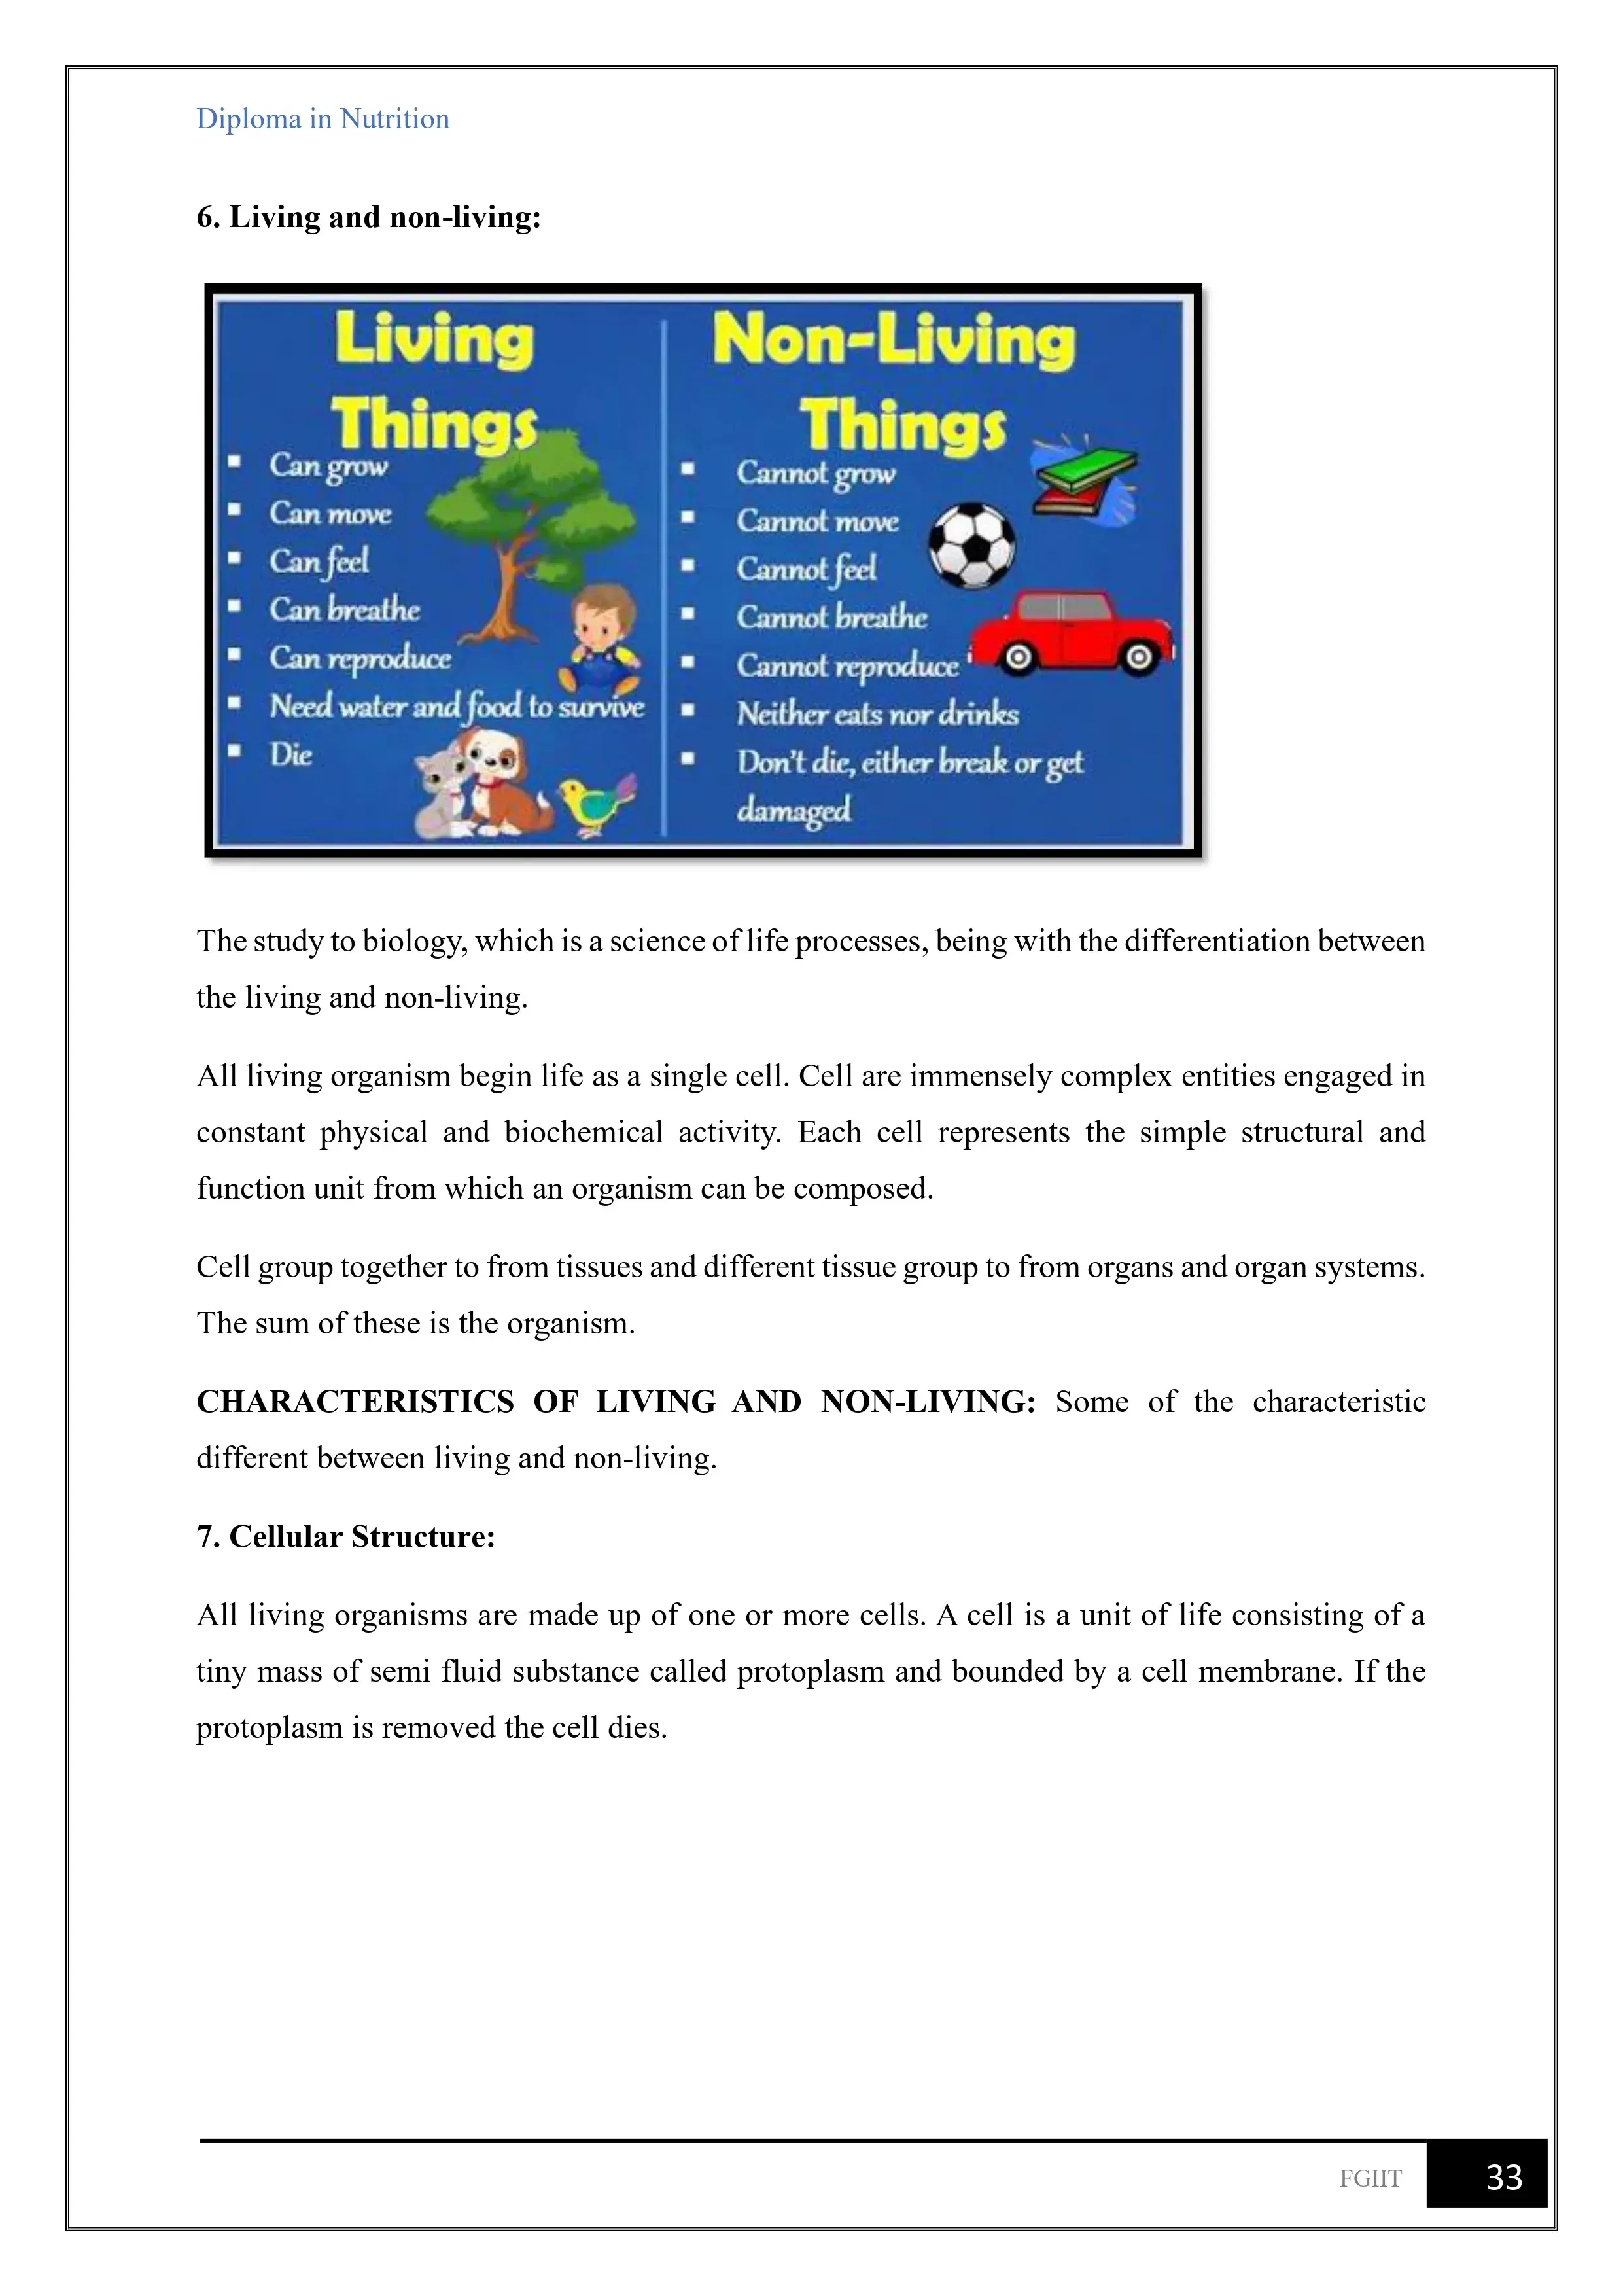 Diploma in Nutrition
6. Living and non-living:
Living
Things
Can grow
Can move
Can feel
Can breathe
Can reproduce
Need water and food to survive
Die
Non-Living
Things
Cannot grow
Cannot move
Cannot feel
Cannot breathe
Cannot reproduce
Neither eats nor drinks
Don't die, either break or get
damaged
The study to biology, which is a science of life processes, being with the differentiation between
the living and non-living.
All living organism begin life as a single cell. Cell are immensely complex entities engaged in
constant physical and biochemical activity. Each cell represents the simple structural and
function unit from which an organism can be composed.
Cell group together to from tissues and different tissue group to from organs and organ systems.
The sum of these is the organism.
CHARACTERISTICS OF LIVING AND NON-LIVING: Some of the characteristic
different between living and non-living.
7. Cellular Structure:
All living organisms are made up of one or more cells. A cell is a unit of life consisting of a
tiny mass of semi fluid substance called protoplasm and bounded by a cell membrane. If the
protoplasm is removed the cell dies.
FGIIT 33